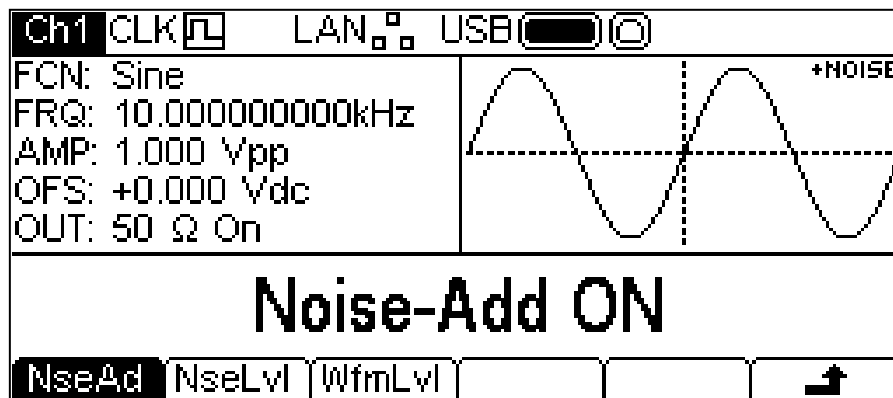 Ch1 CLK LAN USB
FCN: Sine
FRQ: 10.000000000kHz
AMP: 1.000 Vpp
OFS: +0.000 Vdc
OUT: 50 Ω On
+NOISE
Noise-Add ON
NseAd NseLvl WfmLvl